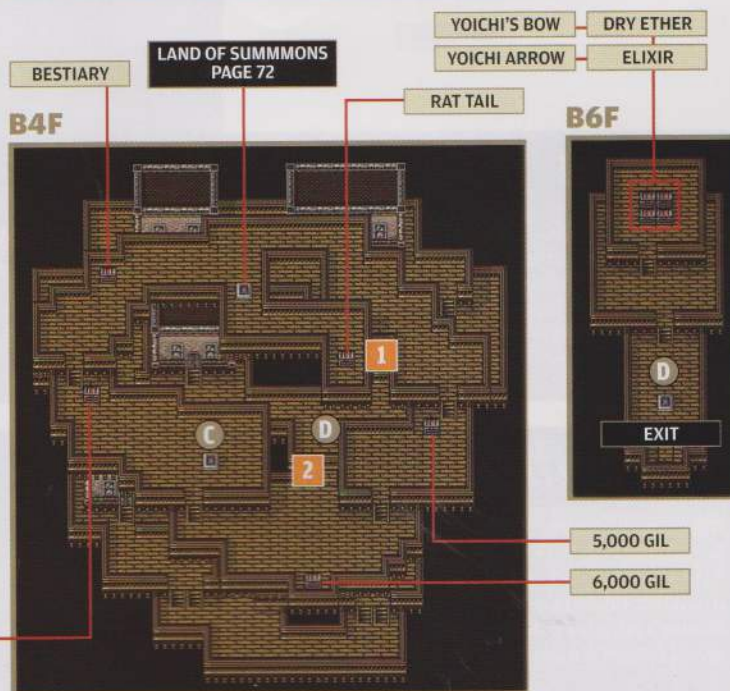 YOICHI'S BOW DRY ETHER
LAND OF SUMMMONS
PAGE 72
YOICHI ARROW ELIXIR
BESTIARY
RAT TAIL
B4F
B6F
1
C
D
D
2
EXIT
5,000 GIL
6,000 GIL